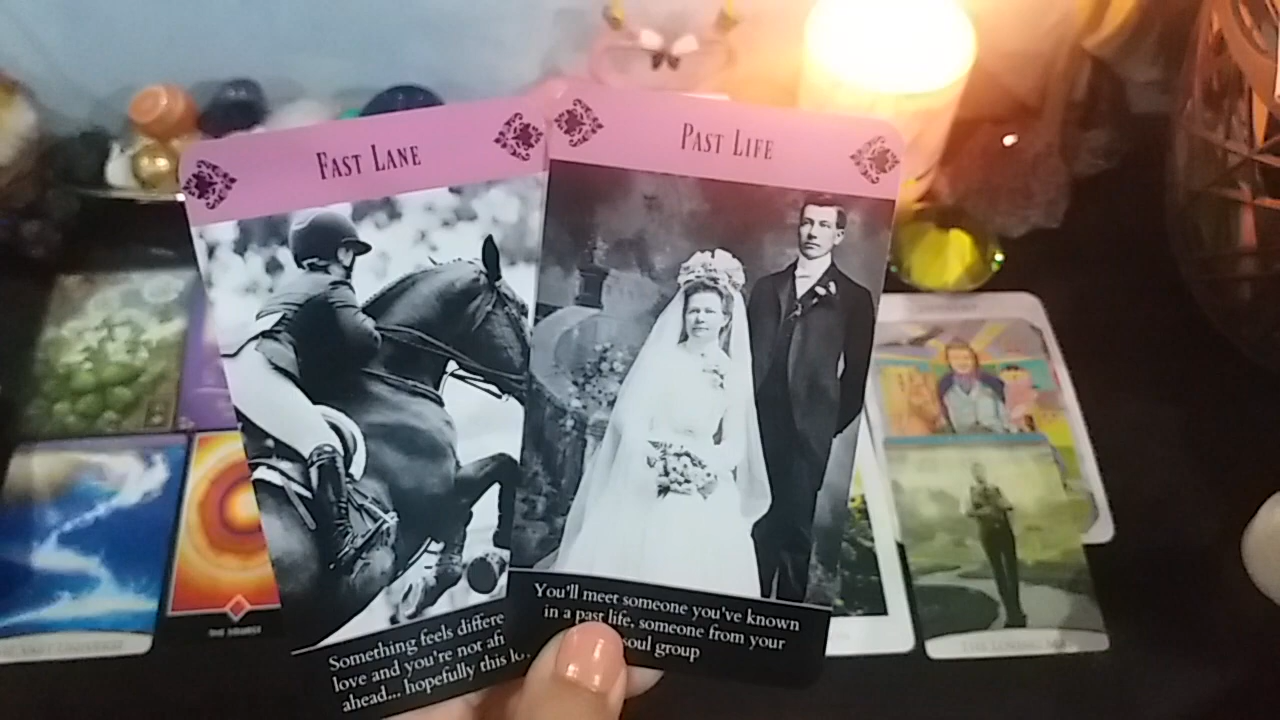 FAST LANE
Something feels differe
love and you're not afi
ahead... hopefully this lo
PAST LIFE
You'll meet someone you've known
in a past life, someone from your
soul group